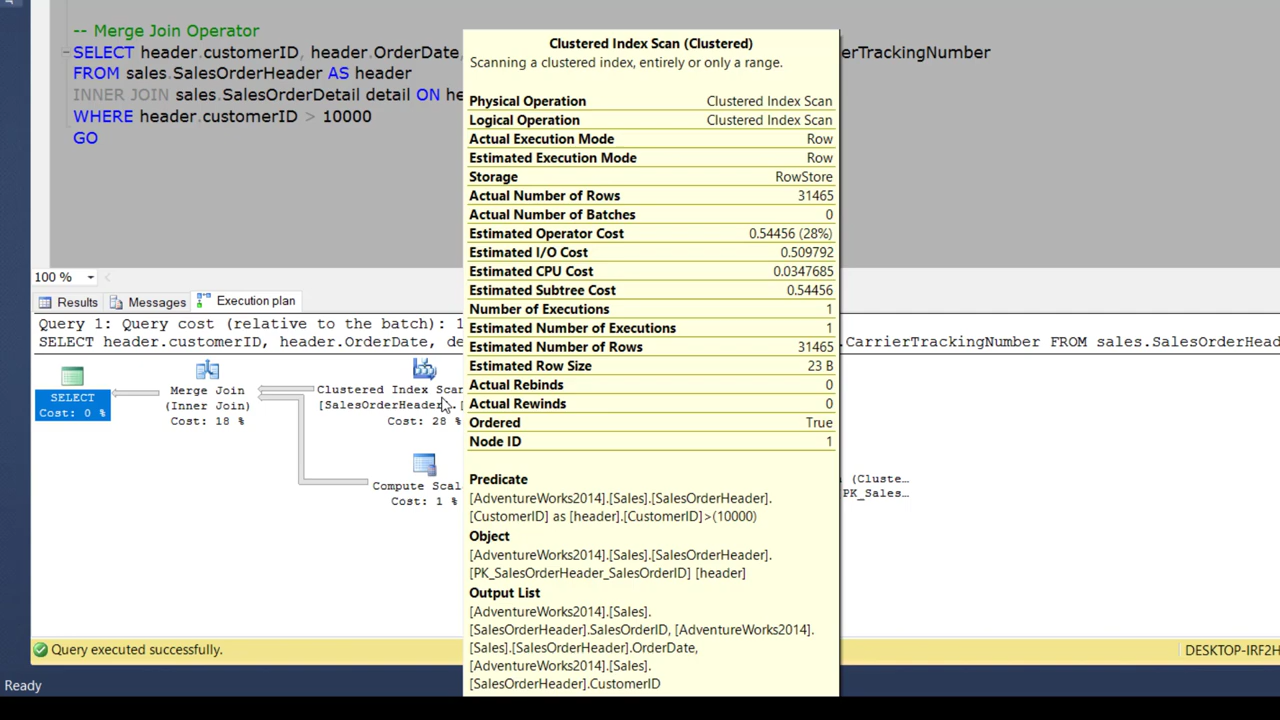 -- Merge Join Operator
SELECT header.customerID, header.OrderDate, rTrackingNumber
FROM sales.SalesOrderHeader AS header
INNER JOIN sales.SalesOrderDetail detail ON he
WHERE header.customerID > 10000
GO
Clustered Index Scan (Clustered)
Scanning a clustered index, entirely or only a range.
Physical Operation Clustered Index Scan
Logical Operation Clustered Index Scan
Actual Execution Mode Row
Estimated Execution Mode Row
Storage RowStore
Actual Number of Rows 31465
Actual Number of Batches 0
Estimated Operator Cost 0.54456 (28%)
Estimated I/O Cost 0.509792
Estimated CPU Cost 0.0347685
Estimated Subtree Cost 0.54456
Number of Executions 1
Estimated Number of Executions 1
Estimated Number of Rows 31465
Estimated Row Size 23 B
Actual Rebinds 0
Actual Rewinds 0
Ordered True
Node ID 1
Predicate
[AdventureWorks2014].[Sales].[SalesOrderHeader].
[CustomerID] as [header].[CustomerID]>(10000)
Object
[AdventureWorks2014].[Sales].[SalesOrderHeader].
[PK_SalesOrderHeader_SalesOrderID] [header]
Output List
[AdventureWorks2014].[Sales].
[SalesOrderHeader].SalesOrderID, [AdventureWorks2014].
[Sales].[SalesOrderHeader].OrderDate,
[AdventureWorks2014].[Sales].
[SalesOrderHeader].CustomerID
100 %
Results Messages Execution plan
Query 1: Query cost (relative to the batch): 1
SELECT header.customerID, header.OrderDate, de .CarrierTrackingNumber FROM sales.SalesOrderHead
SELECT
Cost: 0 %
Merge Join
(Inner Join)
Cost: 18 %
Clustered Index Scan
[SalesOrderHeader].[
Cost: 28 %
Compute Scal
Cost: 1 %
(Cluste…
PK_Sales…
Query executed successfully.
DESKTOP-IRF2H
Ready